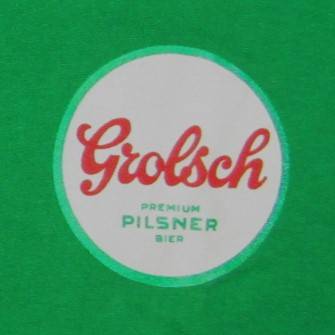 Grolsch
PREMIUM
PILSNER
BIER